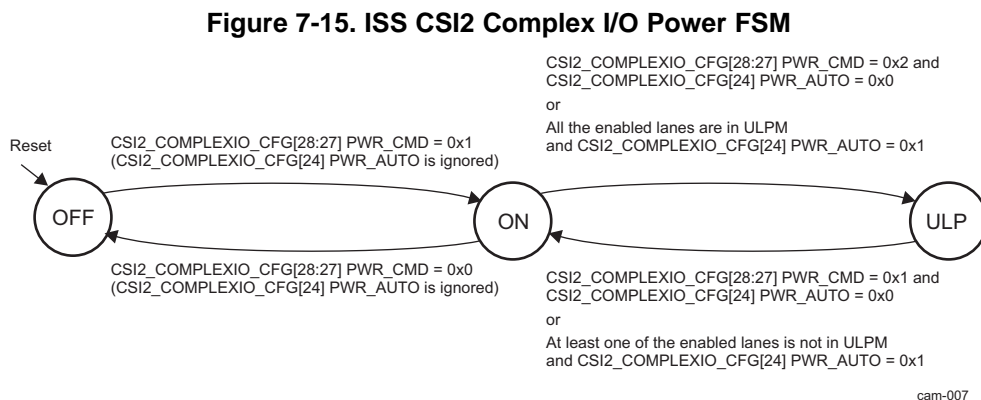 Figure 7-15. ISS CSI2 Complex I/O Power FSM
CSI2_COMPLEXIO_CFG[28:27] PWR_CMD = 0x2 and
CSI2_COMPLEXIO_CFG[24] PWR_AUTO = 0x0
or
All the enabled lanes are in ULPM
and CSI2_COMPLEXIO_CFG[24] PWR_AUTO = 0x1
Reset
CSI2_COMPLEXIO_CFG[28:27] PWR_CMD = 0x1
(CSI2_COMPLEXIO_CFG[24] PWR_AUTO is ignored)
OFF
ON
ULP
CSI2_COMPLEXIO_CFG[28:27] PWR_CMD = 0x0
(CSI2_COMPLEXIO_CFG[24] PWR_AUTO is ignored)
CSI2_COMPLEXIO_CFG[28:27] PWR_CMD = 0x1 and
CSI2_COMPLEXIO_CFG[24] PWR_AUTO = 0x0
or
At least one of the enabled lanes is not in ULPM
and CSI2_COMPLEXIO_CFG[24] PWR_AUTO = 0x1
cam-007